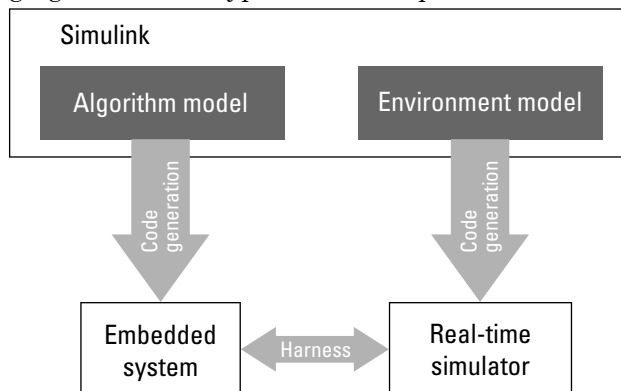 Simulink
Algorithm model
Environment model
Code
generation
Code
generation
Embedded
system
Harness
Real-time
simulator